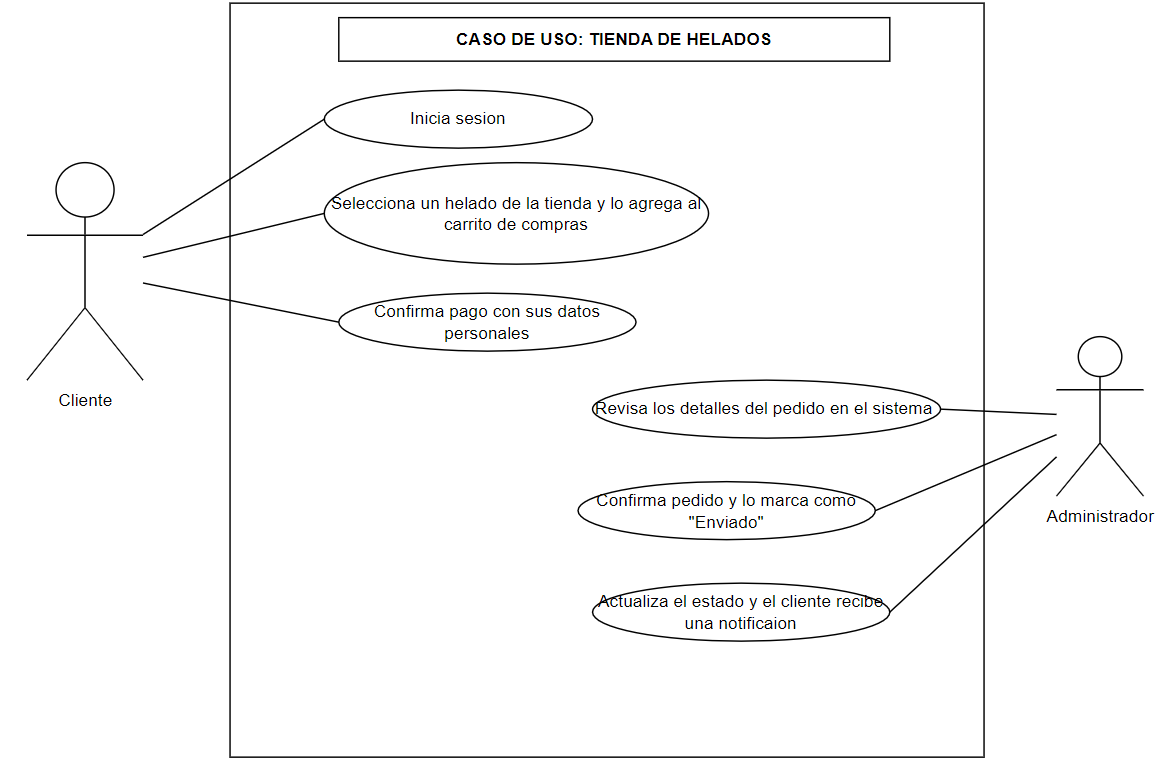 CASO DE USO: TIENDA DE HELADOS
Inicia sesion
Selecciona un helado de la tienda y lo agrega al
carrito de compras
Confirma pago con sus datos
personales
Cliente
Revisa los detalles del pedido en el sistema
Confirma pedido y lo marca como
"Enviado"
Administrador
Actualiza el estado y el cliente recibe
una notificaion